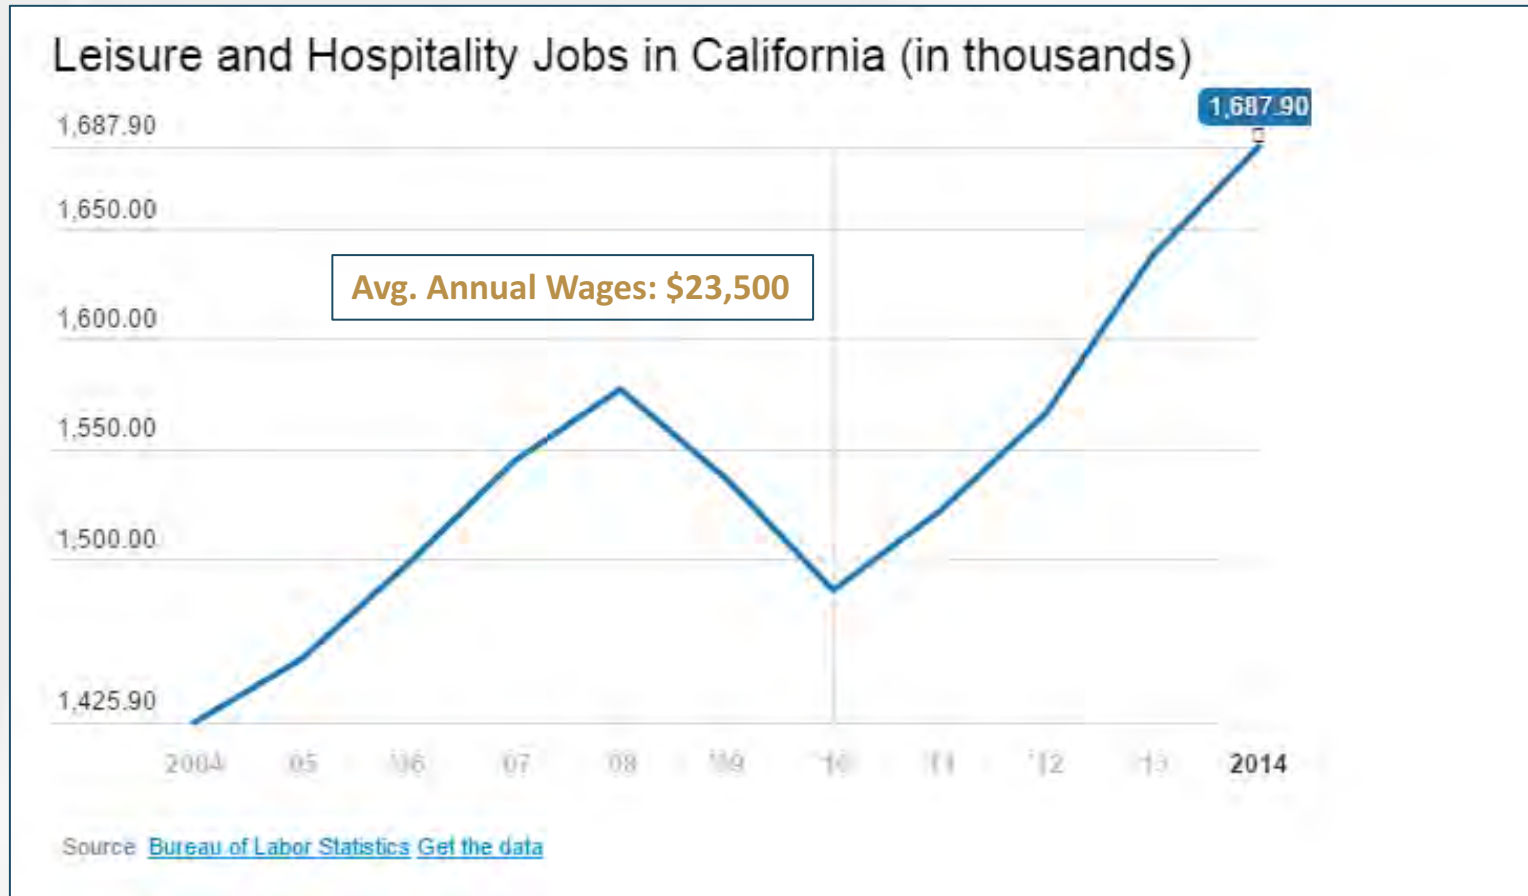 Leisure and Hospitality Jobs in California (in thousands)
1,687.90
1,687.90
1,650.00
Avg. Annual Wages: $23,500
1,600.00
1,550.00
1,500.00
1,425.90
2004 '05 '06 '07 '08 '09 '10 '11 '12 '13 2014
Source Bureau of Labor Statistics Get the data